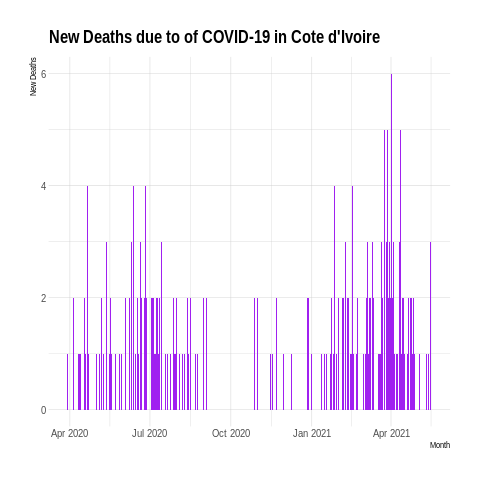 New Deaths due to of COVID-19 in Cote d'Ivoire
New Deaths
6
4
2
0
Apr 2020 Jul 2020 Oct 2020 Jan 2021 Apr 2021
Month